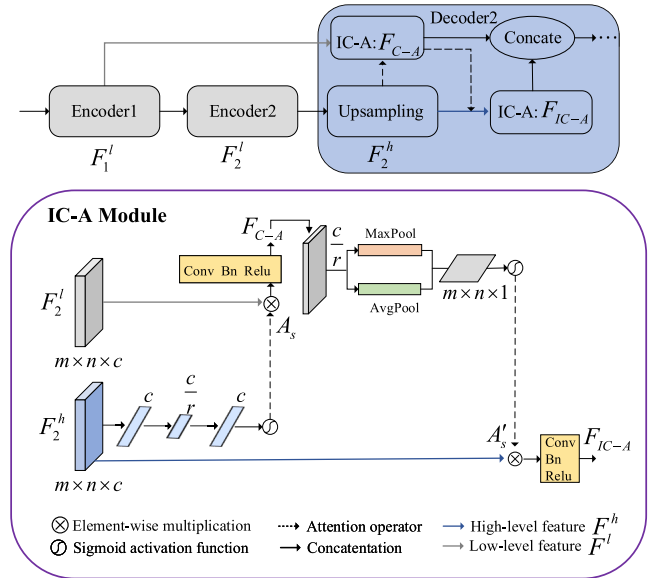 Decoder2
IC-A: F_{C-A}
Concate
...
Encoder1
Encoder2
Upsampling
IC-A: F_{IC-A}
F_1^l
F_2^l
F_2^h
IC-A Module
F_{C-A}
c/r
MaxPool
Conv Bn Relu
AvgPool
m×n×1
F_2^l
A_s
m×n×c
c
c/r
c
F_2^h
A_s′
Conv
Bn
Relu
F_{IC-A}
m×n×c
Element-wise multiplication
Attention operator
High-level feature F^h
Sigmoid activation function
Concatentation
Low-level feature F^l